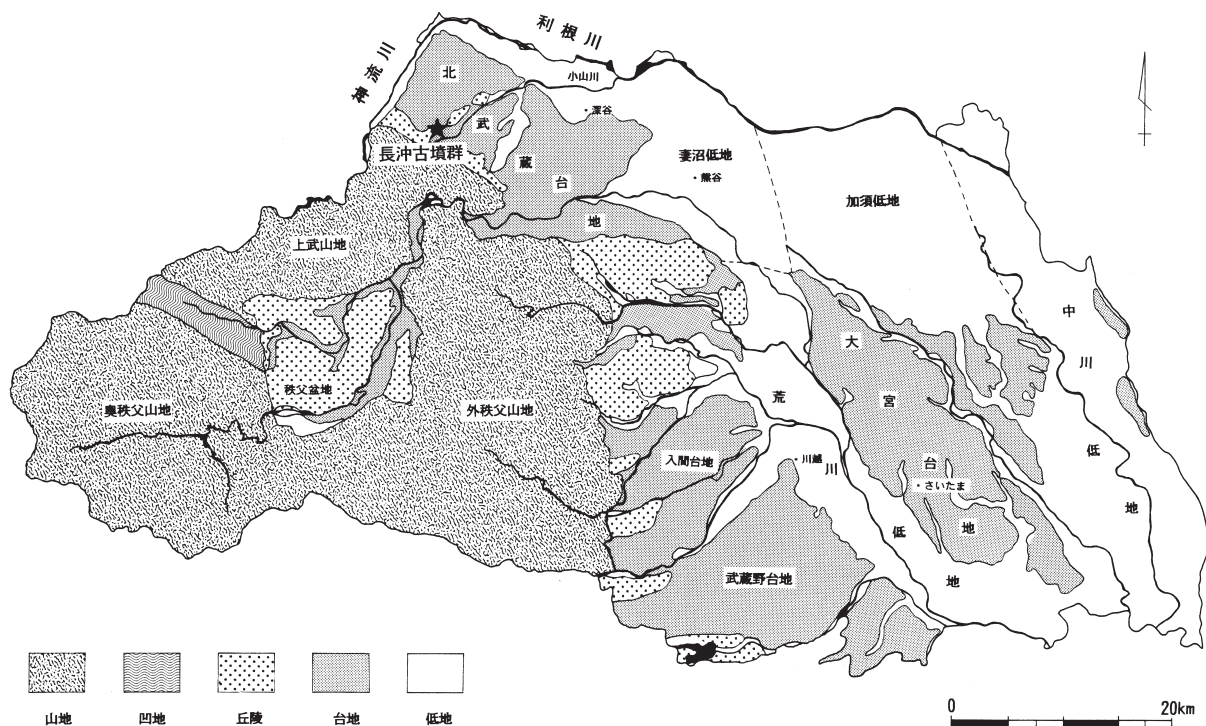 利根川
神流川
小山川
北武蔵台地
・深谷
長沖古墳群
妻沼低地
・熊谷
加須低地
上武山地
中川低地
大宮台地
秩父盆地
奥秩父山地
外秩父山地
荒川低地
入間台地
・川越
・さいたま
武蔵野台地
山地
凹地
丘陵
台地
低地
0
20km